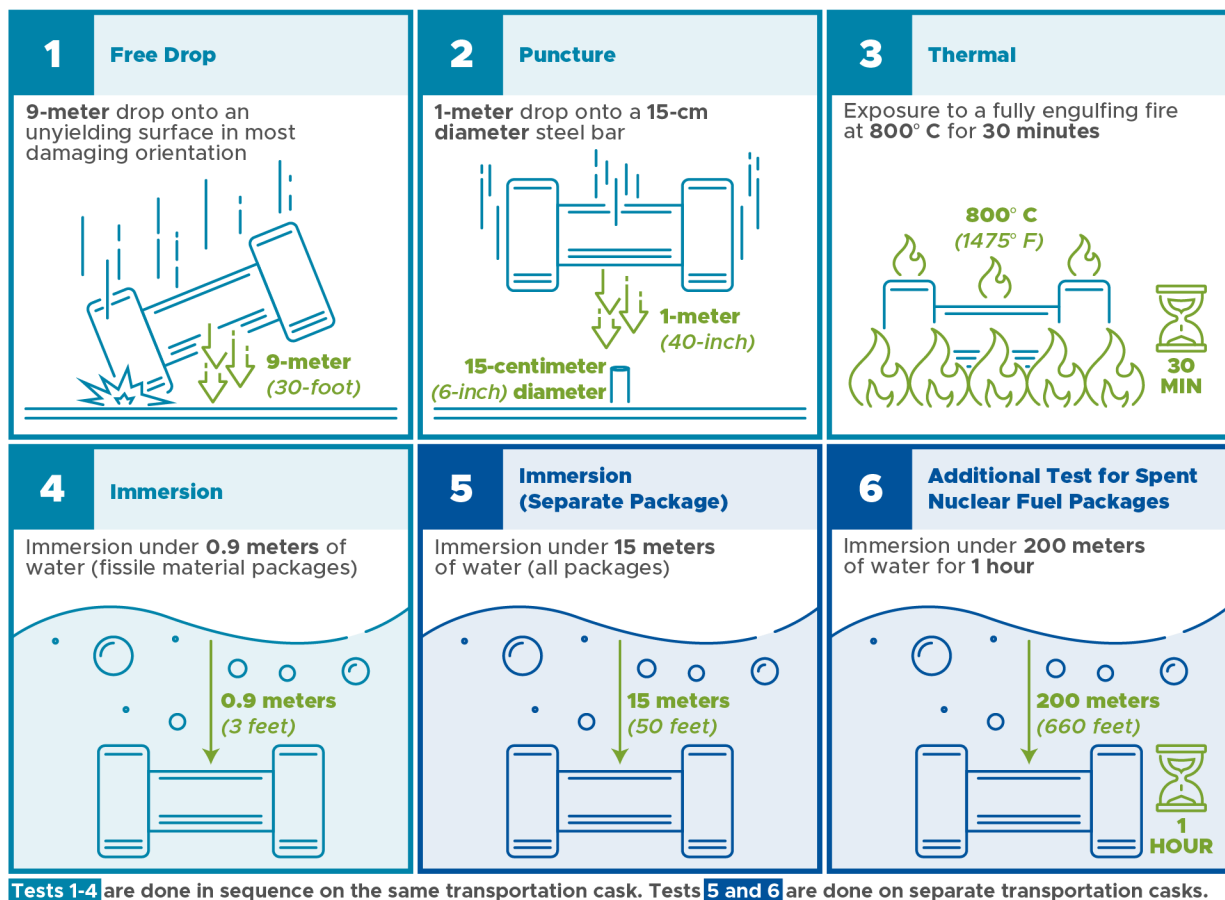 1
Free Drop
9-meter drop onto an
unyielding surface in most
damaging orientation
9-meter
(30-foot)
2
Puncture
1-meter drop onto a 15-cm
diameter steel bar
1-meter
(40-inch)
15-centimeter
(6-inch) diameter
3
Thermal
Exposure to a fully engulfing fire
at 800° C for 30 minutes
800° C
(1475° F)
30
MIN
4
Immersion
Immersion under 0.9 meters of
water (fissile material packages)
0.9 meters
(3 feet)
5
Immersion
(Separate Package)
Immersion under 15 meters
of water (all packages)
15 meters
(50 feet)
6
Additional Test for Spent
Nuclear Fuel Packages
Immersion under 200 meters
of water for 1 hour
200 meters
(660 feet)
1
HOUR
Tests 1-4 are done in sequence on the same transportation cask. Tests 5 and 6 are done on separate transportation casks.